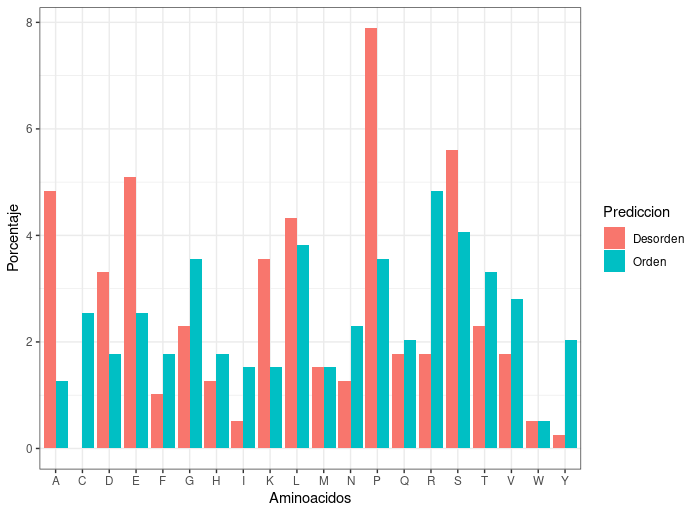 8
6
4
2
0
Porcentaje
A C D E F G H I K L M N P Q R S T V W Y
Aminoacidos
Prediccion
Desorden
Orden